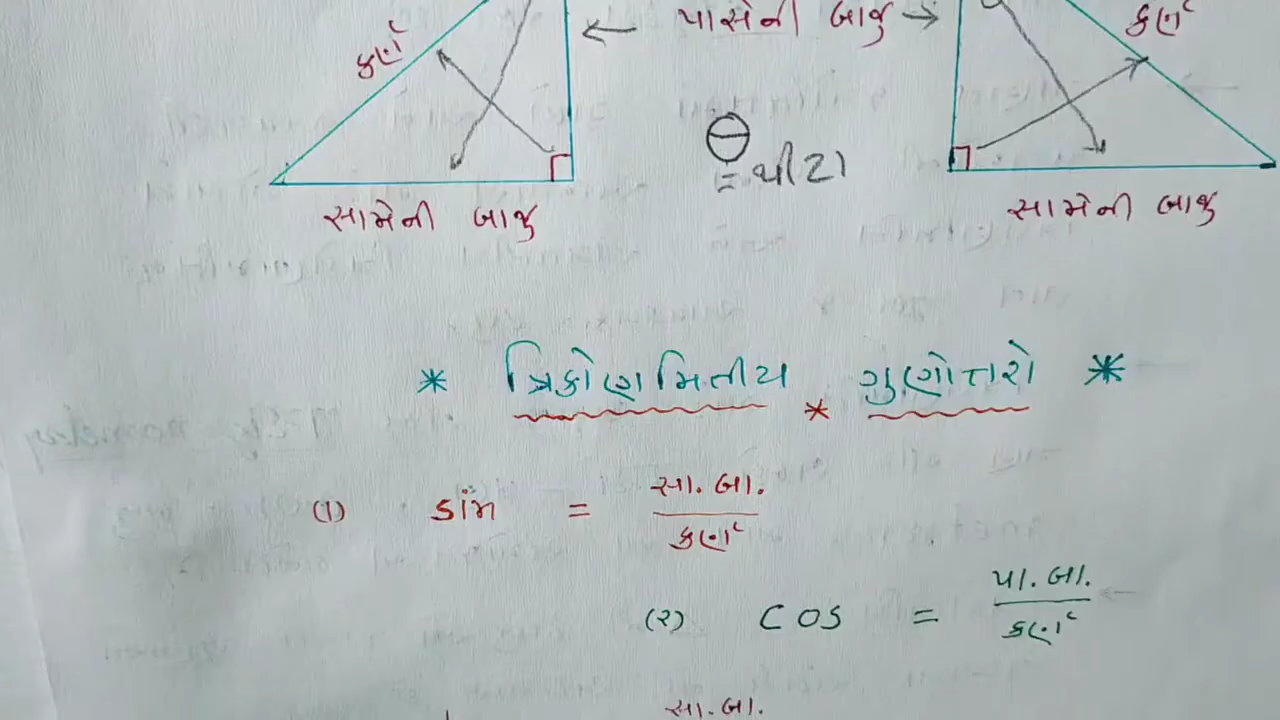 કર્ણ ← પાસેની બાજુ → કર્ણ
θ
= થીટા
સામેની બાજુ સામેની બાજુ
* ત્રિકોણમિતીય * ગુણોત્તરો *
(1) sin = સા.બા. / કર્ણ
(૨) cos = પા.બા. / કર્ણ
સા.બા.